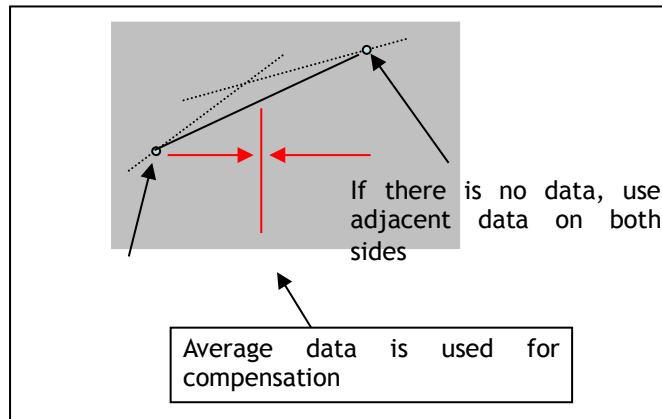 If there is no data, use
adjacent data on both
sides
Average data is used for
compensation